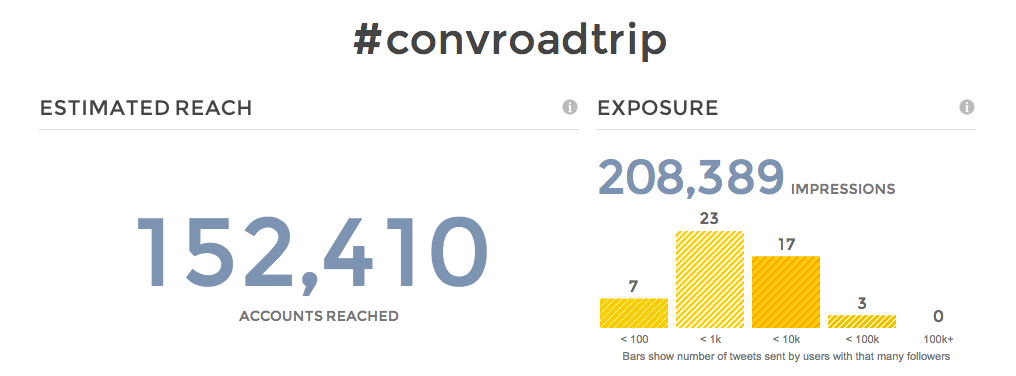 #convroadtrip
ESTIMATED REACH
152,410
ACCOUNTS REACHED
EXPOSURE
208,389 IMPRESSIONS
7 23 17 3 0
< 100 < 1k < 10k < 100k 100k+
Bars show number of tweets sent by users with that many followers